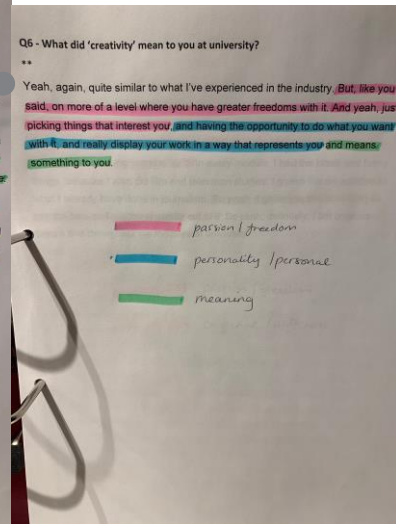 Q6 - What did 'creativity' mean to you at university?
**
Yeah, again, quite similar to what I've experienced in the industry. But, like you
said, on more of a level where you have greater freedoms with it. And yeah, just
picking things that interest you, and having the opportunity to do what you want
with it, and really display your work in a way that represents you and means
something to you.
passion / freedom
personality / personal
meaning